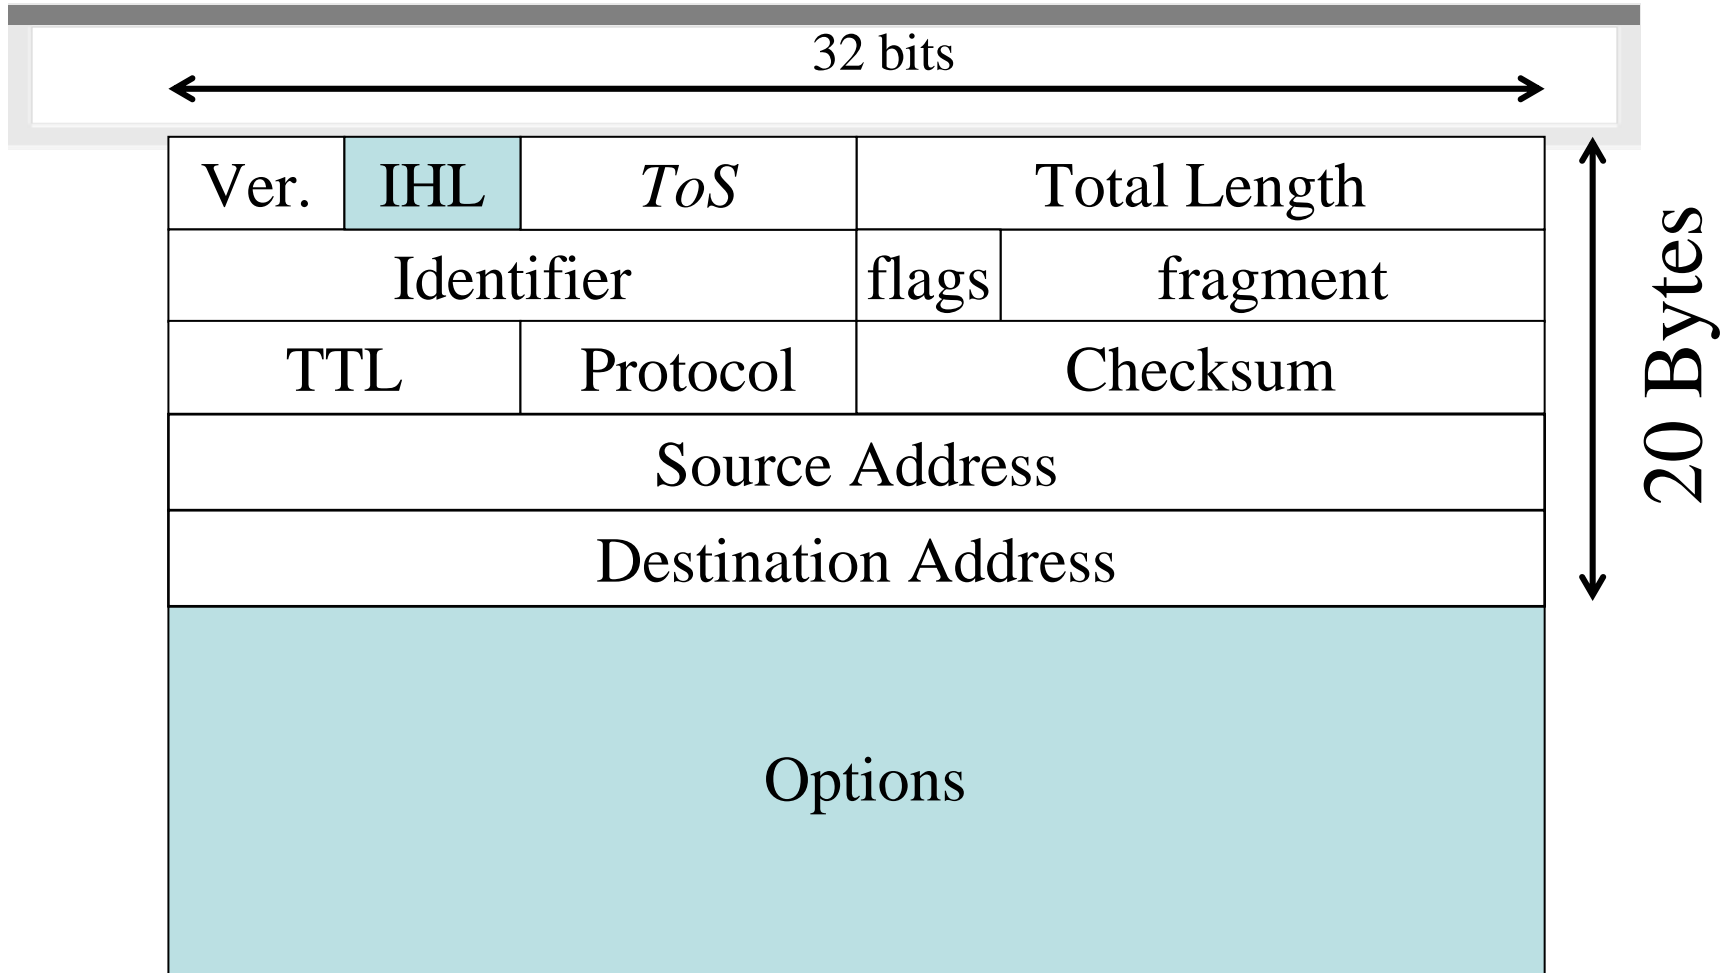 32 bits
Ver. IHL ToS Total Length
Identifier flags fragment
TTL Protocol Checksum
Source Address
Destination Address
Options
20 Bytes